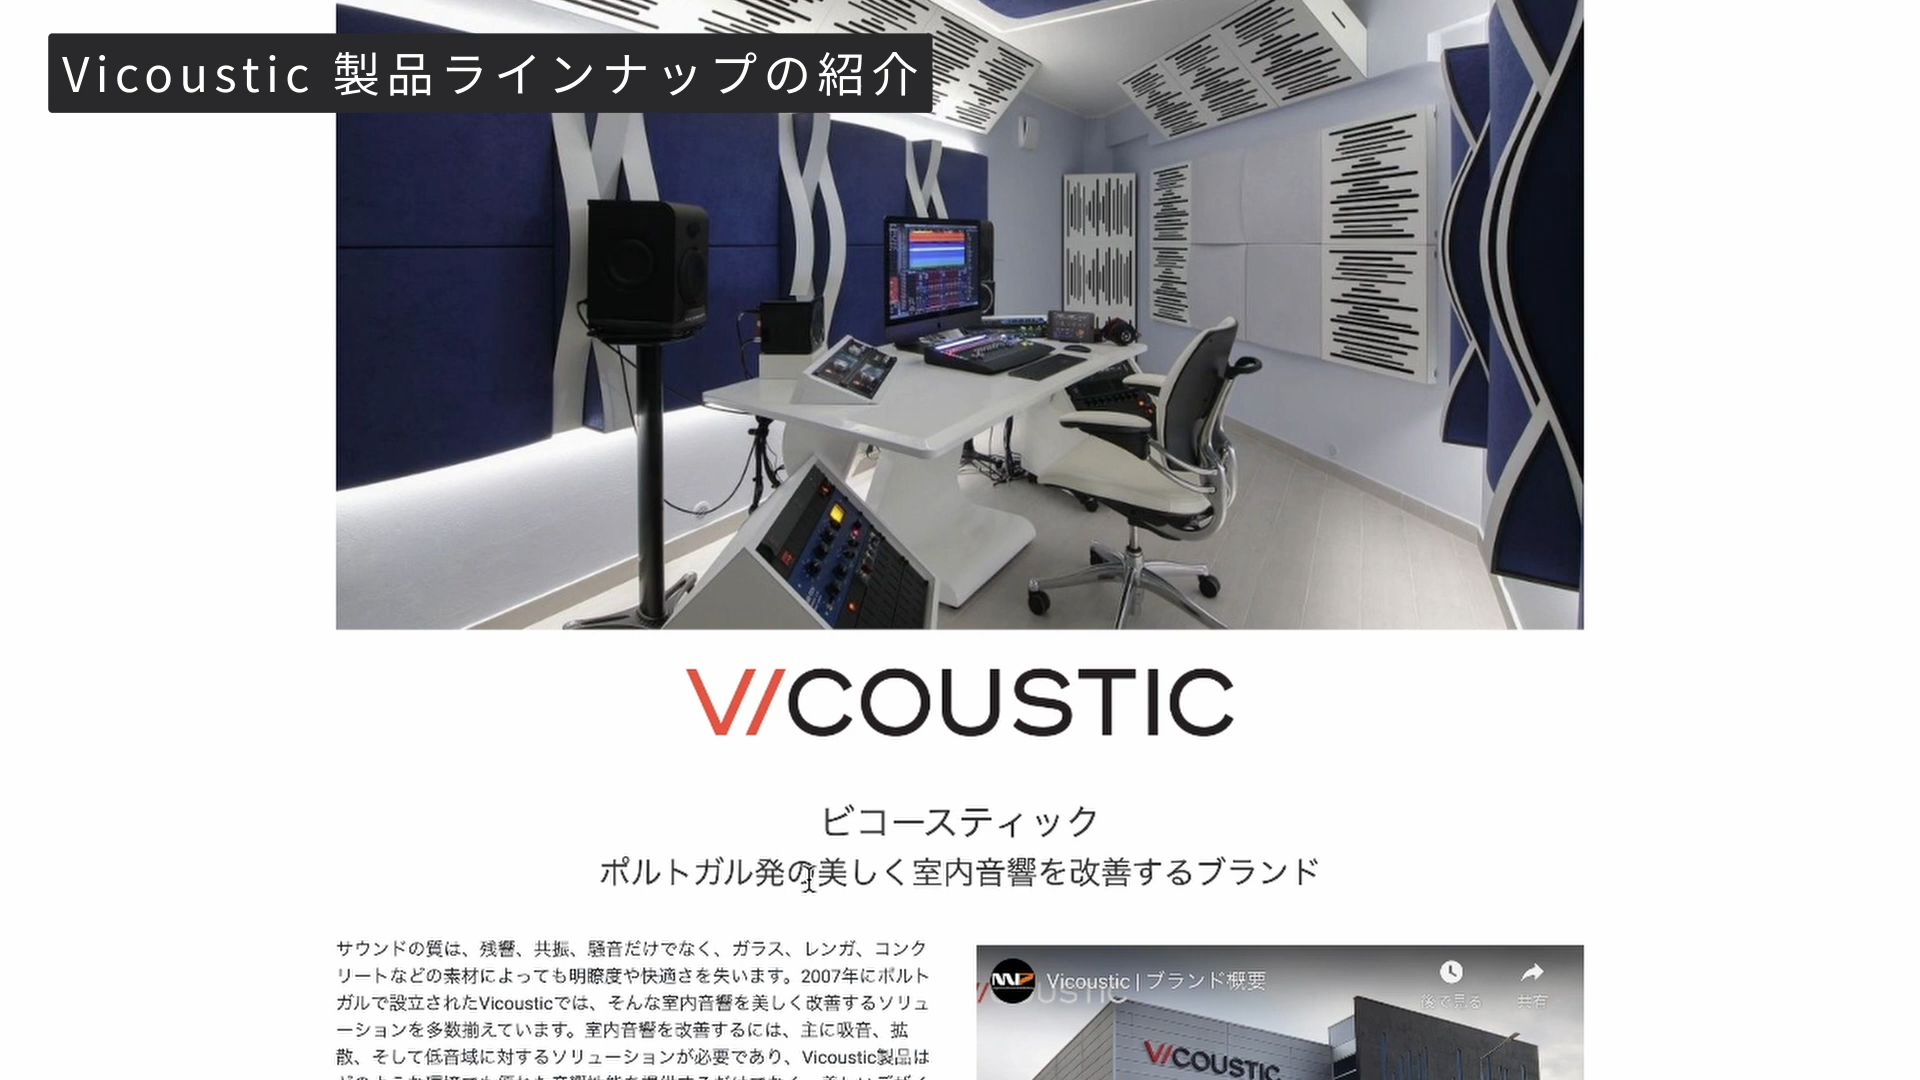 Vicoustic 製品ラインナップの紹介
VICOUSTIC
ビコースティック
ポルトガル発の美しく室内音響を改善するブランド
サウンドの質は、残響、共振、騒音だけでなく、ガラス、レンガ、コンク
リートなどの素材によっても明瞭度や快適さを失います。2007年にポルト
ガルで設立されたVicousticでは、そんな室内音響を美しく改善するソリュ
ーションを多数揃えています。室内音響を改善するには、主に吸音、拡
散、そして低音域に対するソリューションが必要であり、Vicoustic製品は
Vicoustic | ブランド概要
後で見る
共有
VICOUSTIC